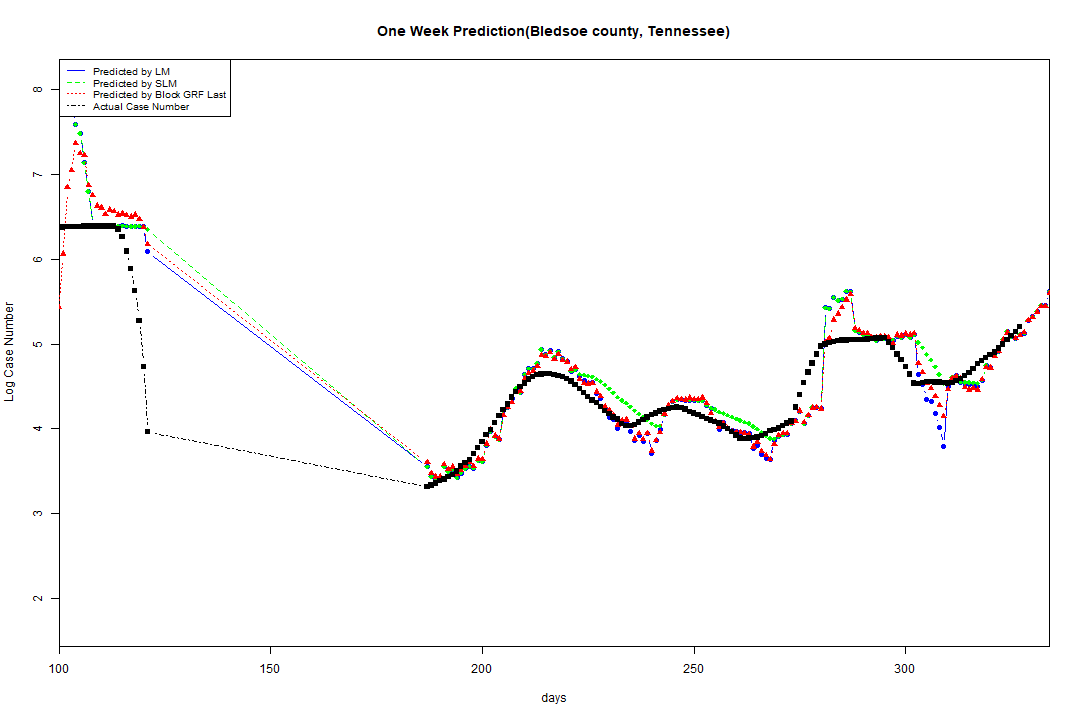 One Week Prediction(Bledsoe county, Tennessee)
Predicted by LM
Predicted by SLM
Predicted by Block GRF Last
Actual Case Number
8
7
6
5
4
3
2
Log Case Number
100 150 200 250 300
days